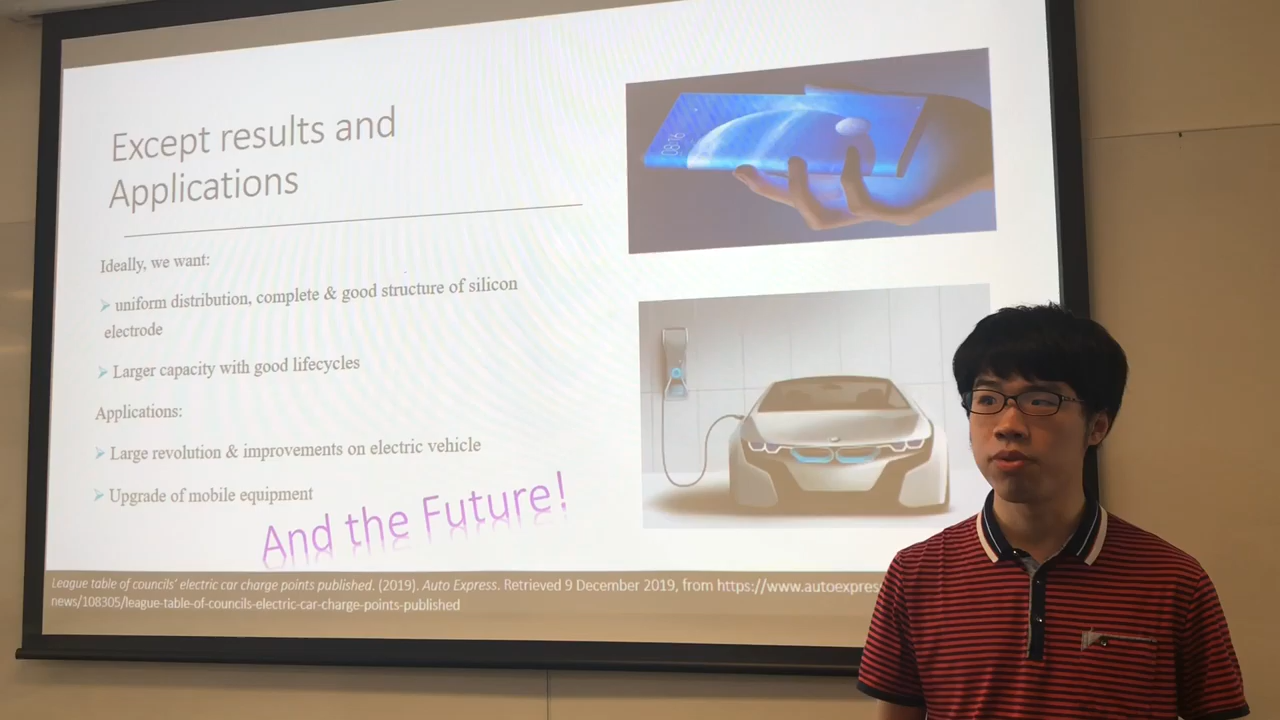 Except results and
Applications
Ideally, we want:
uniform distribution, complete & good structure of silicon
electrode
Larger capacity with good lifecycles
Applications:
Large revolution & improvements on electric vehicle
Upgrade of mobile equipment
And the Future!
08:16
League table of councils' electric car charge points published. (2019). Auto Express. Retrieved 9 December 2019, from https://www.autoexpres
news/108305/league-table-of-councils-electric-car-charge-points-published